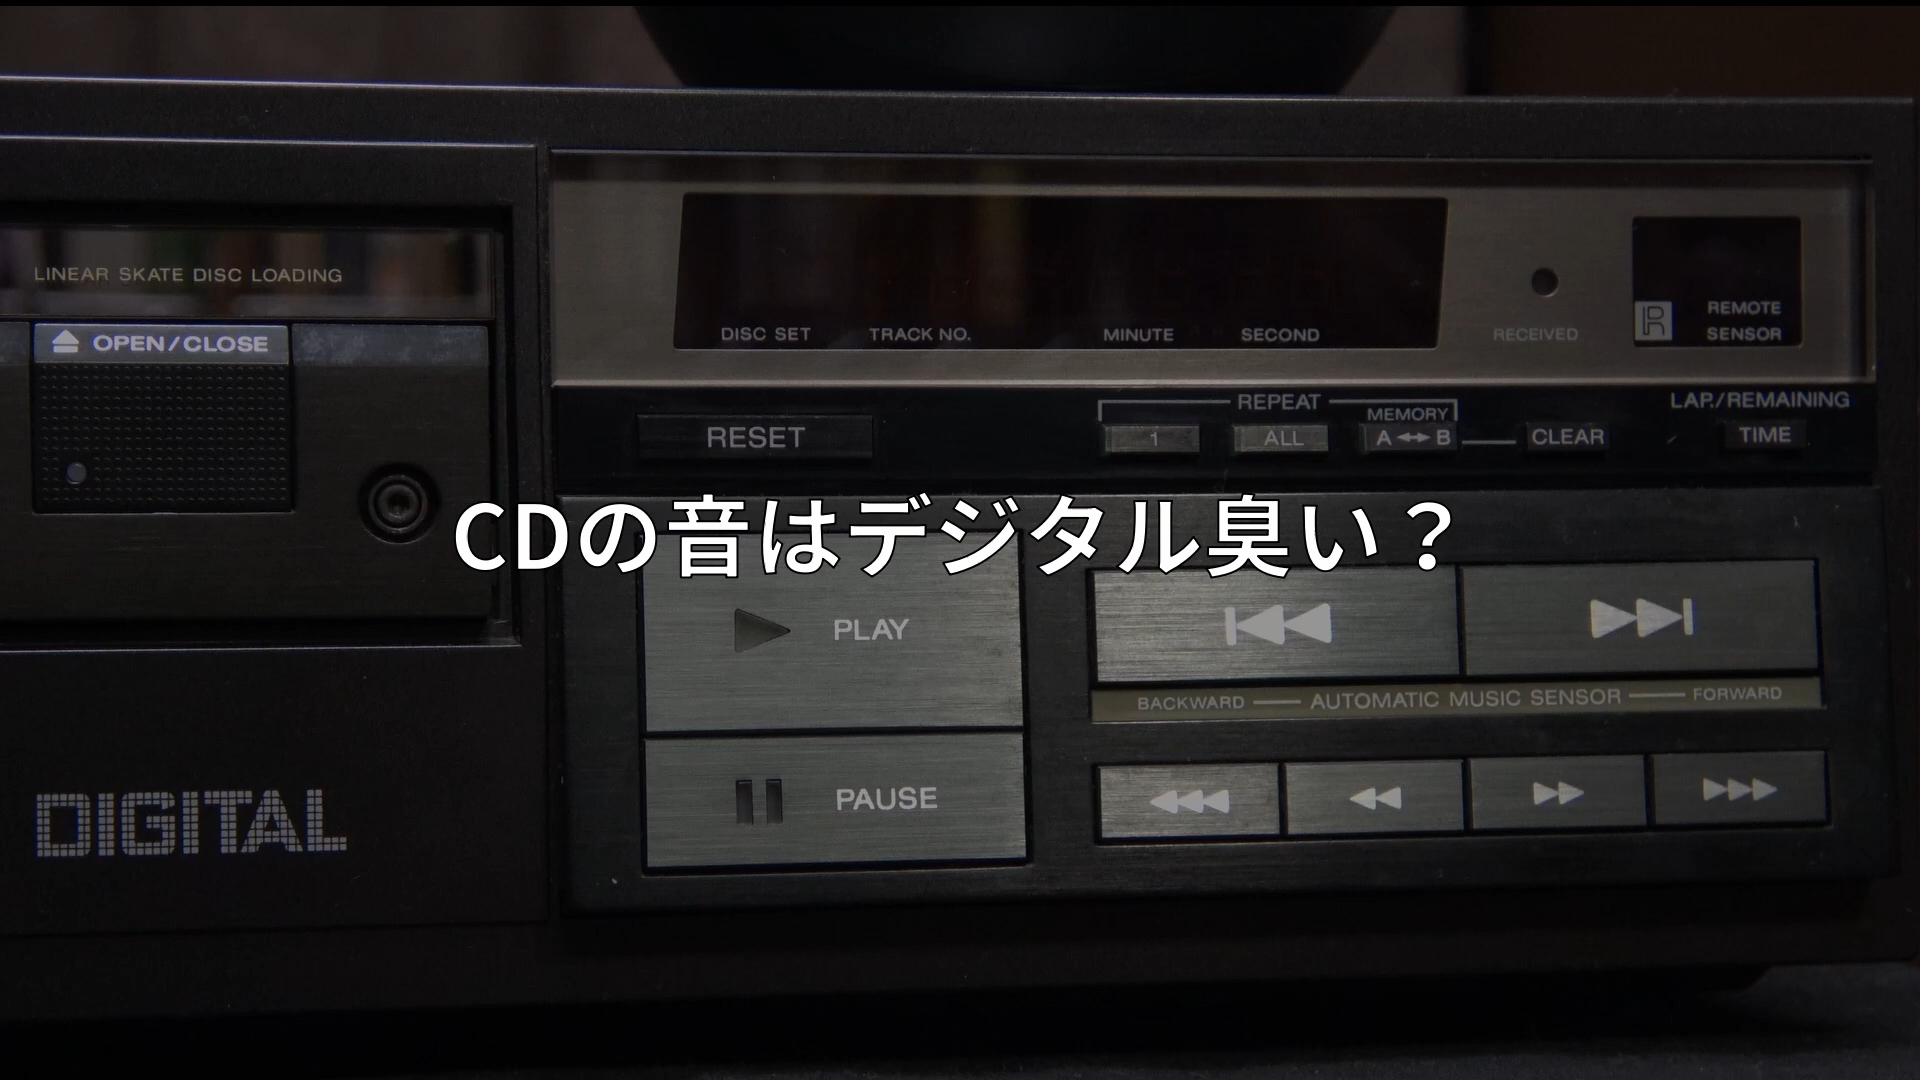 LINEAR SKATE DISC LOADING
OPEN/CLOSE
DISC SET TRACK NO. MINUTE SECOND
RECEIVED
R REMOTE
SENSOR
RESET
REPEAT
1 ALL
MEMORY
A B
CLEAR
LAP./REMAINING
TIME
CDの音はデジタル臭い？
PLAY
BACKWARD AUTOMATIC MUSIC SENSOR FORWARD
PAUSE
DIGITAL